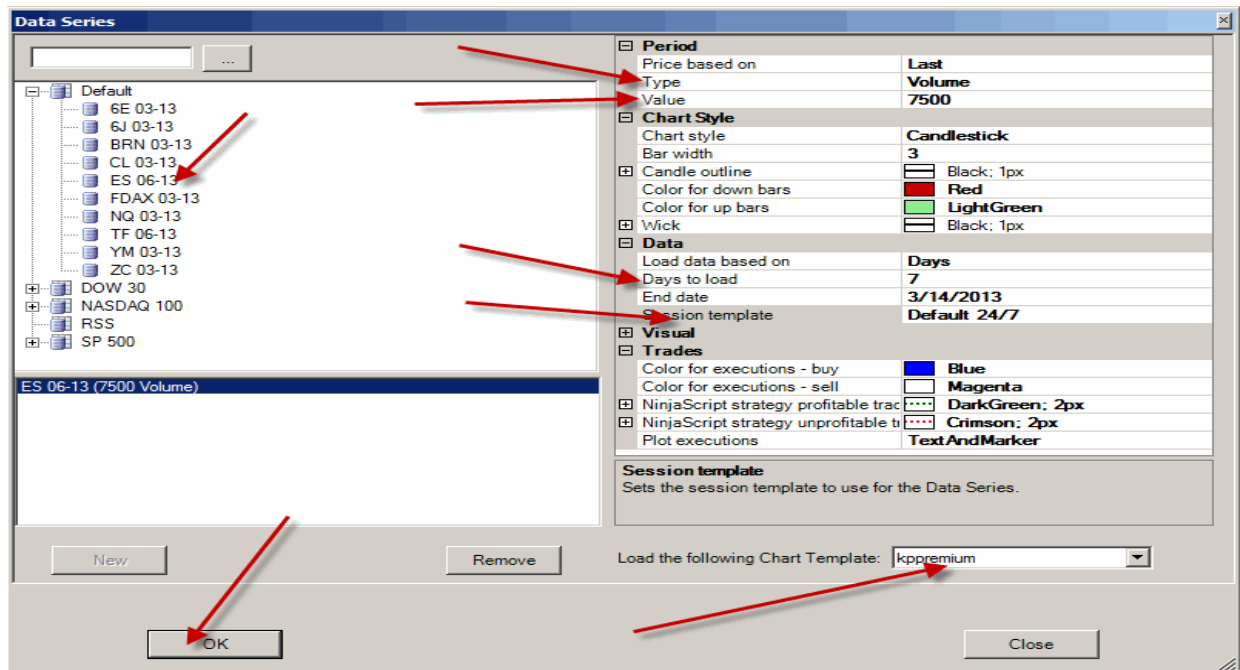 Data Series
...
Default
6E 03-13
6J 03-13
BRN 03-13
CL 03-13
ES 06-13
FDAX 03-13
NQ 03-13
TF 06-13
YM 03-13
ZC 03-13
DOW 30
NASDAQ 100
RSS
SP 500
ES 06-13 (7500 Volume)
New
Remove
Period
Price based on Last
Type Volume
Value 7500
Chart Style
Chart style Candlestick
Bar width 3
Candle outline Black; 1px
Color for down bars Red
Color for up bars LightGreen
Wick Black; 1px
Data
Load data based on Days
Days to load 7
End date 3/14/2013
Session template Default 24/7
Visual
Trades
Color for executions - buy Blue
Color for executions - sell Magenta
NinjaScript strategy profitable trac DarkGreen; 2px
NinjaScript strategy unprofitable tr Crimson; 2px
Plot executions TextAndMarker
Session template
Sets the session template to use for the Data Series.
Load the following Chart Template: kppremium
OK
Close